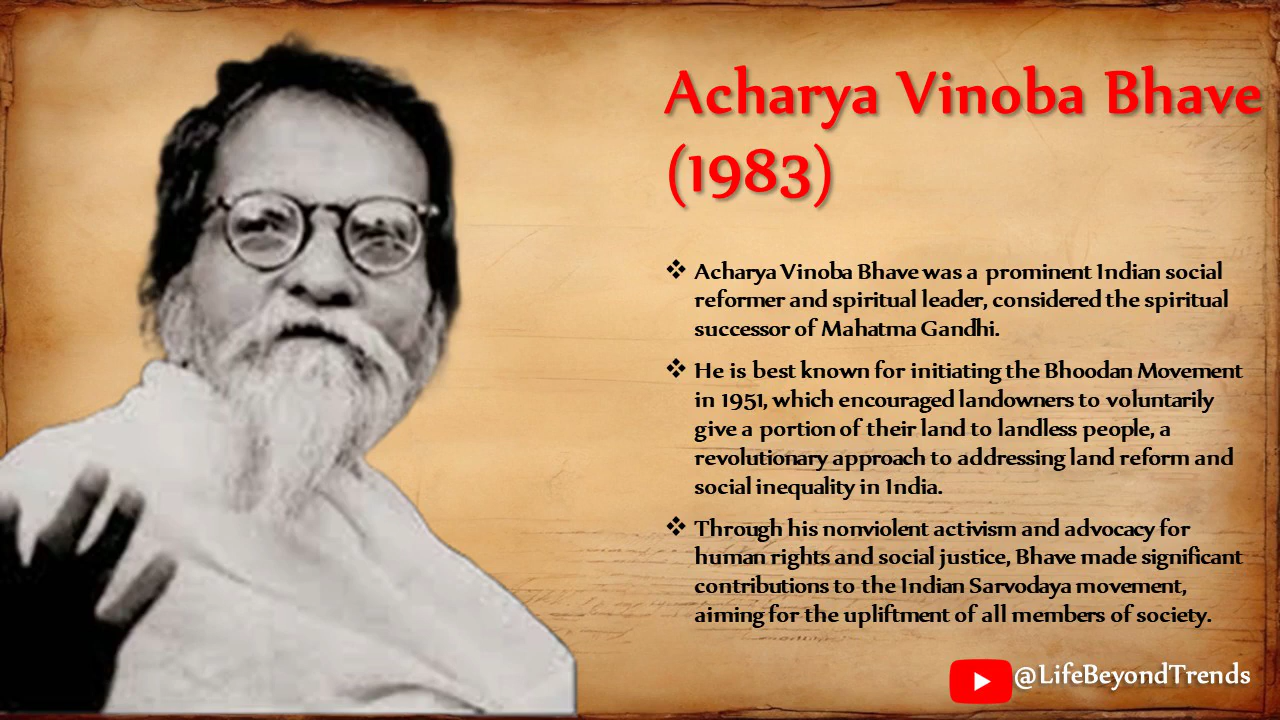 Acharya Vinoba Bhave
(1983)
❖ Acharya Vinoba Bhave was a prominent Indian social
reformer and spiritual leader, considered the spiritual
successor of Mahatma Gandhi.
❖ He is best known for initiating the Bhoodan Movement
in 1951, which encouraged landowners to voluntarily
give a portion of their land to landless people, a
revolutionary approach to addressing land reform and
social inequality in India.
❖ Through his nonviolent activism and advocacy for
human rights and social justice, Bhave made significant
contributions to the Indian Sarvodaya movement,
aiming for the upliftment of all members of society.
@LifeBeyondTrends